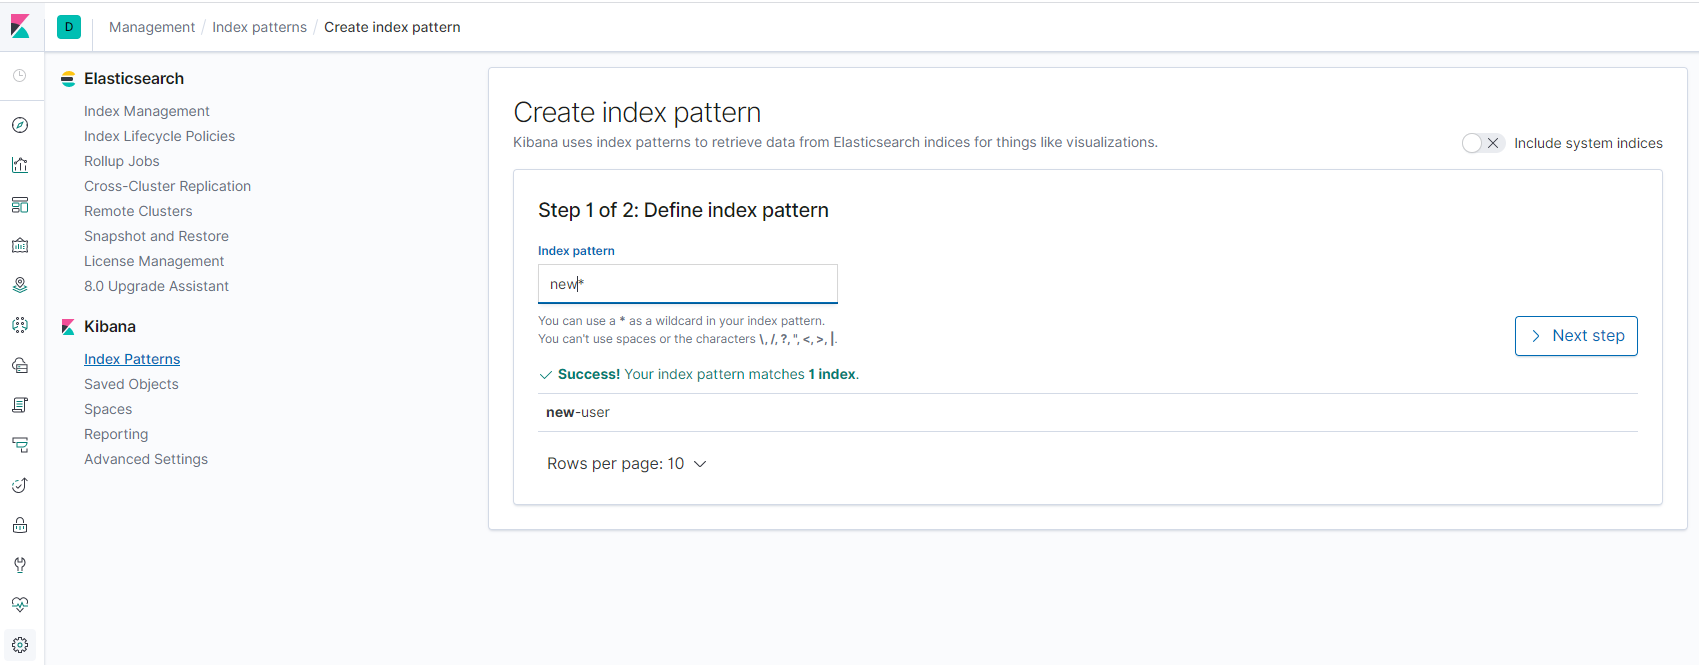 D Management / Index patterns / Create index pattern
Elasticsearch
Index Management
Index Lifecycle Policies
Rollup Jobs
Cross-Cluster Replication
Remote Clusters
Snapshot and Restore
License Management
8.0 Upgrade Assistant
Kibana
Index Patterns
Saved Objects
Spaces
Reporting
Advanced Settings
Create index pattern
Kibana uses index patterns to retrieve data from Elasticsearch indices for things like visualizations.
Include system indices
Step 1 of 2: Define index pattern
Index pattern
new*
You can use a * as a wildcard in your index pattern.
You can't use spaces or the characters \, /, ?, ", <, >, |.
Next step
Success! Your index pattern matches 1 index.
new-user
Rows per page: 10